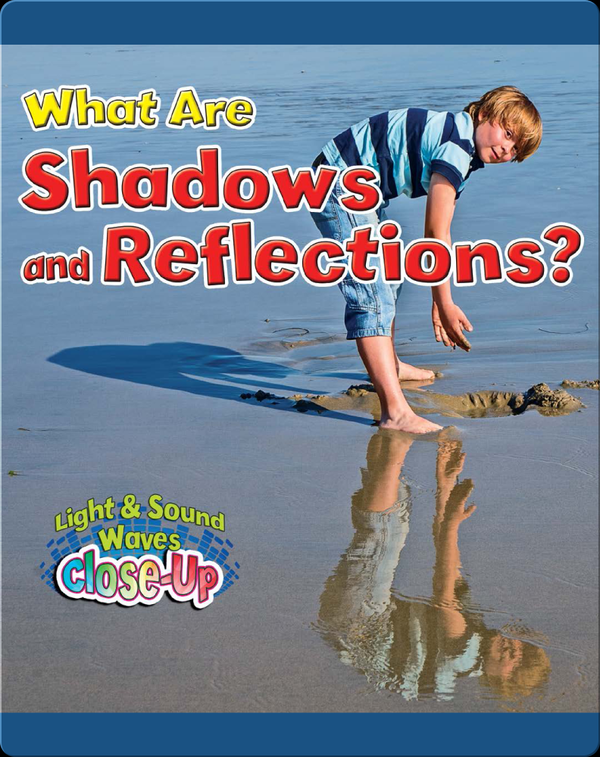 What Are
Shadows
and Reflections?
Light & Sound
Waves
Close-Up